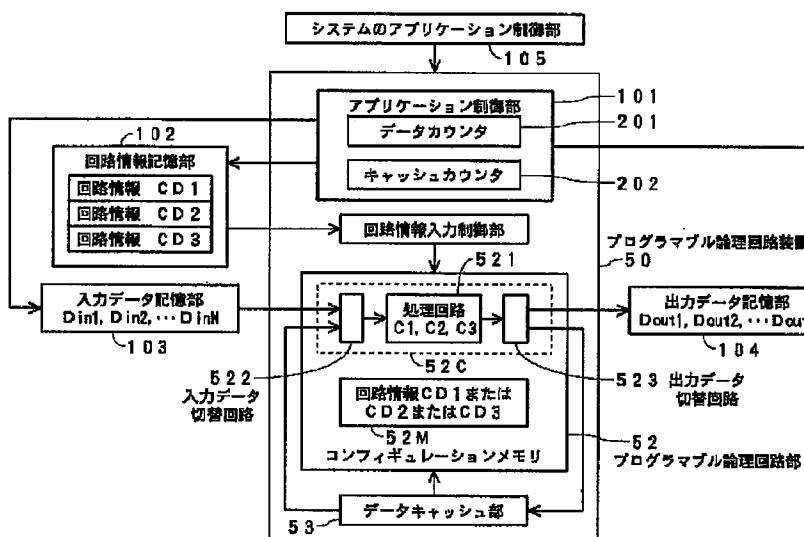 システムのアプリケーション制御部
105
アプリケーション制御部
101
データカウンタ
201
キャッシュカウンタ
202
102
回路情報記憶部
回路情報 CD1
回路情報 CD2
回路情報 CD3
回路情報入力制御部
プログラマブル論理回路装置
50
入力データ記憶部
Din1, Din2, …DinN
103
521
処理回路
C1, C2, C3
出力データ記憶部
Dout1, Dout2, …Dout
104
522
入力データ
切替回路
52C
523 出力データ
切替回路
回路情報CD1または
CD2またはCD3
52M
コンフィギュレーションメモリ
52
プログラマブル論理回路部
53
データキャッシュ部